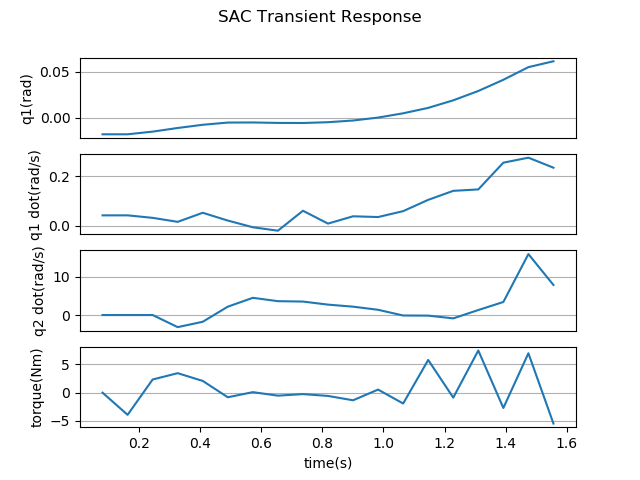 SAC Transient Response
q1(rad)
0.05
0.00
q1 dot(rad/s)
0.2
0.0
q2 dot(rad/s)
10
0
torque(Nm)
5
0
−5
0.2 0.4 0.6 0.8 1.0 1.2 1.4 1.6
time(s)